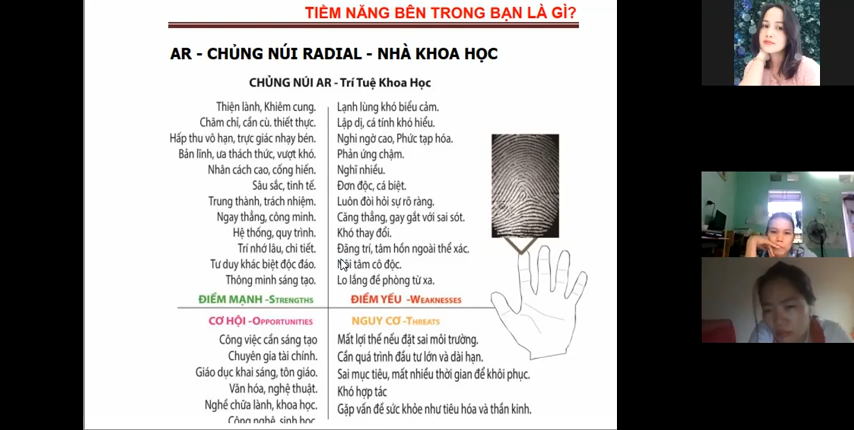 TIỀM NĂNG BÊN TRONG BẠN LÀ GÌ?
AR - CHỦNG NÚI RADIAL - NHÀ KHOA HỌC
CHỦNG NÚI AR - Trí Tuệ Khoa Học
Thiện lành, Khiêm cung.
Chăm chỉ, cần cù. thiết thực.
Hấp thu vô hạn, trực giác nhạy bén.
Bản lĩnh, ưa thách thức, vượt khó.
Nhân cách cao, cống hiến.
Sâu sắc, tinh tế.
Trung thành, trách nhiệm.
Ngay thẳng, công minh.
Hệ thống, quy trình.
Trí nhớ lâu, chi tiết.
Tư duy khác biệt độc đáo.
Thông minh sáng tạo.
ĐIỂM MẠNH -STRENGTHS
Lạnh lùng khó biểu cảm.
Lập dị, cá tính khó hiểu.
Nghi ngờ cao, Phức tạp hóa.
Phản ứng chậm.
Nghĩ nhiều.
Đơn độc, cá biệt.
Luôn đòi hỏi sự rõ ràng.
Căng thẳng, gay gắt với sai sót.
Khó thay đổi.
Đãng trí, tâm hồn ngoài thể xác.
tâm cô độc.
Lo lắng đề phòng từ xa.
ĐIỂM YẾU -WEAKNESSES
CƠ HỘI -OPPORTUNITIES
Công việc cần sáng tạo
Chuyên gia tài chính.
Giáo dục khai sáng, tôn giáo.
Văn hóa, nghệ thuật.
Nghề chữa lành, khoa học.
Công nghệ, sinh học
NGUY CƠ -THREATS
Mất lợi thế nếu đặt sai môi trường.
Cần quá trình đầu tư lớn và dài hạn.
Sai mục tiêu, mất nhiều thời gian để khôi phục.
Khó hợp tác
Gặp vấn đề sức khỏe như tiêu hóa và thần kinh.